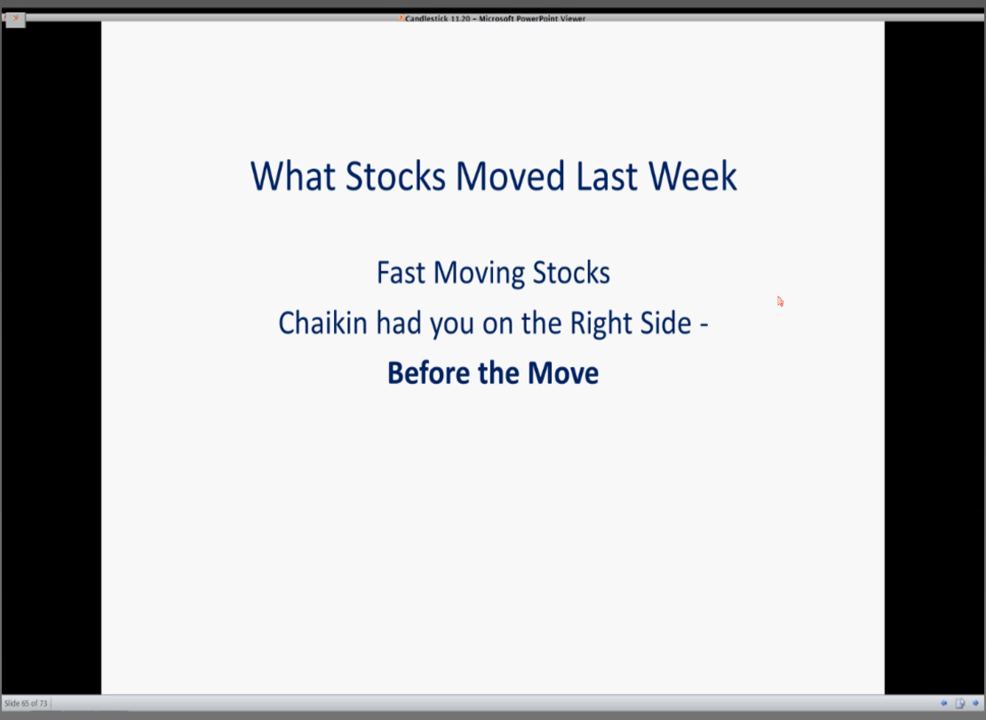 Candlestick 11.20 - Microsoft PowerPoint Viewer
What Stocks Moved Last Week
Fast Moving Stocks
Chaikin had you on the Right Side -
Before the Move
Slide 65 of 73